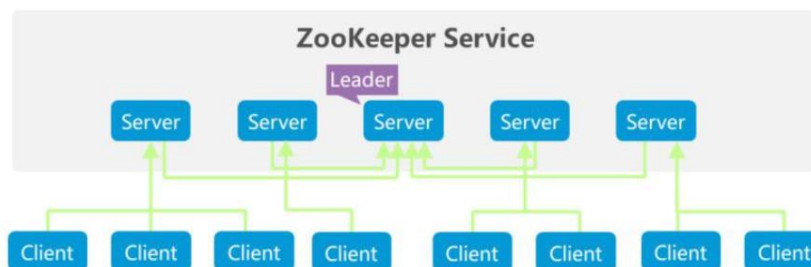 ZooKeeper Service
Leader
Server Server Server Server Server
Client Client Client Client Client Client Client Client